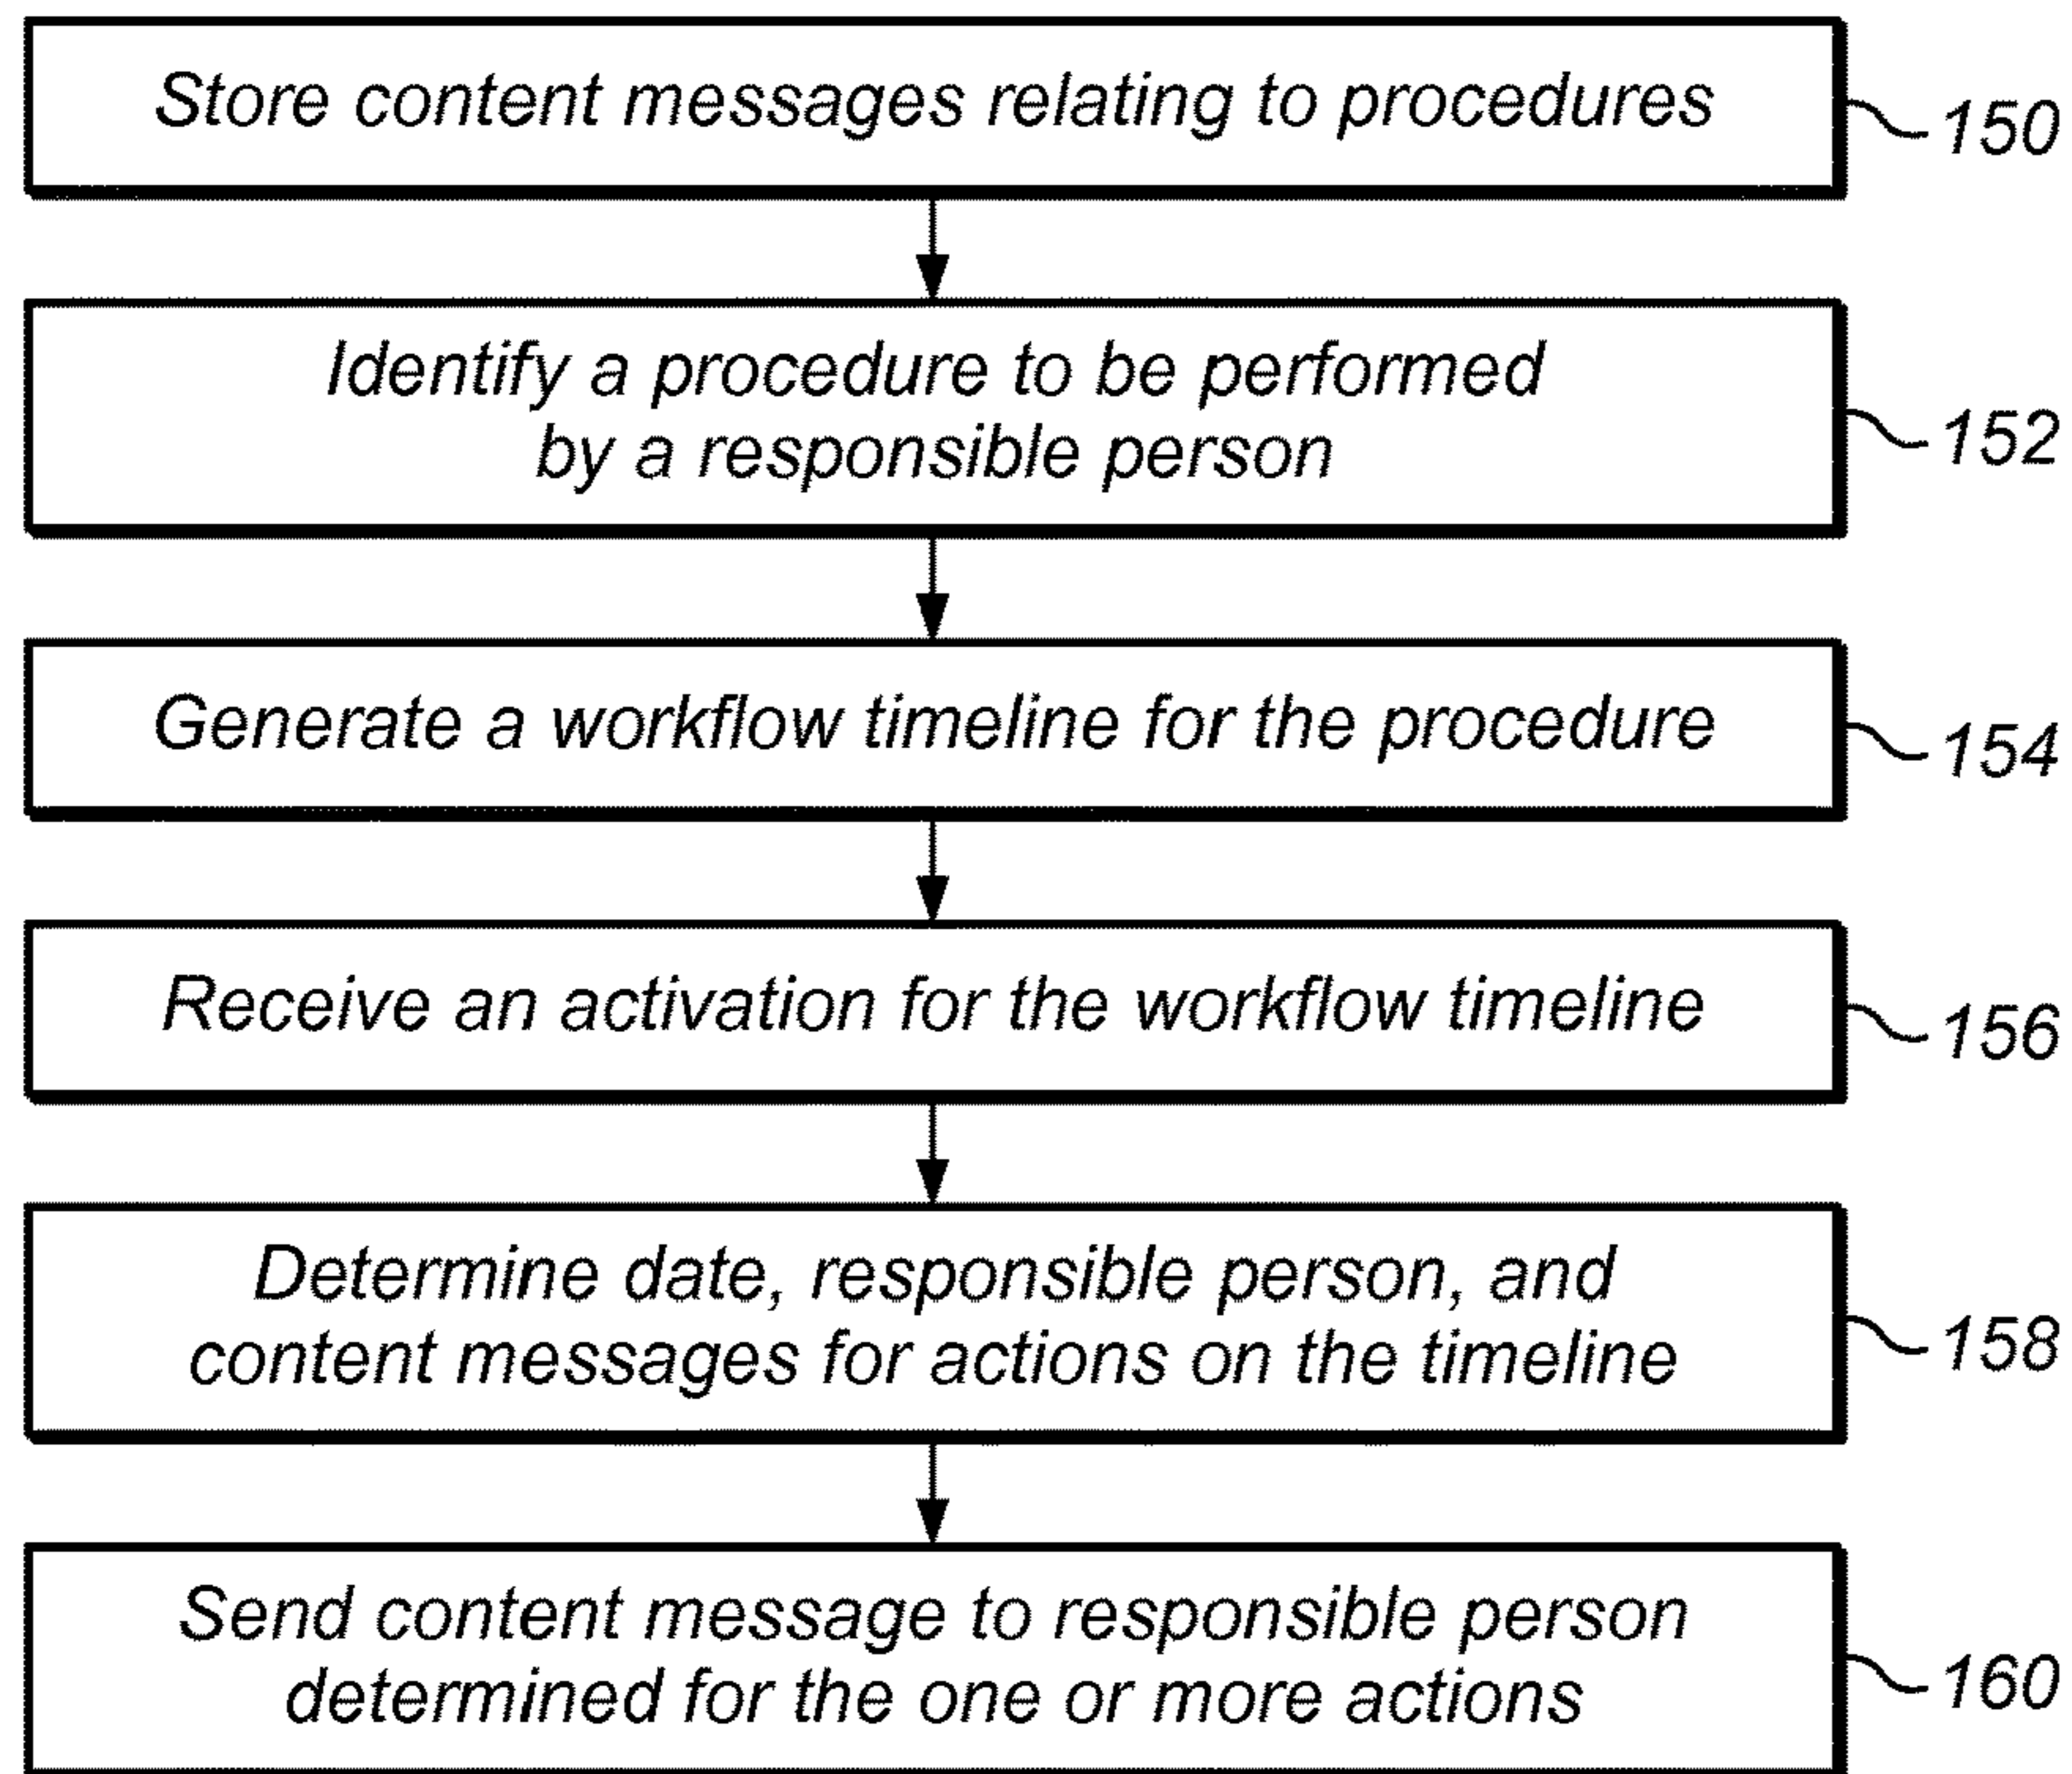 Store content messages relating to procedures
150
Identify a procedure to be performed
by a responsible person
152
Generate a workflow timeline for the procedure
154
Receive an activation for the workflow timeline
156
Determine date, responsible person, and
content messages for actions on the timeline
158
Send content message to responsible person
determined for the one or more actions
160